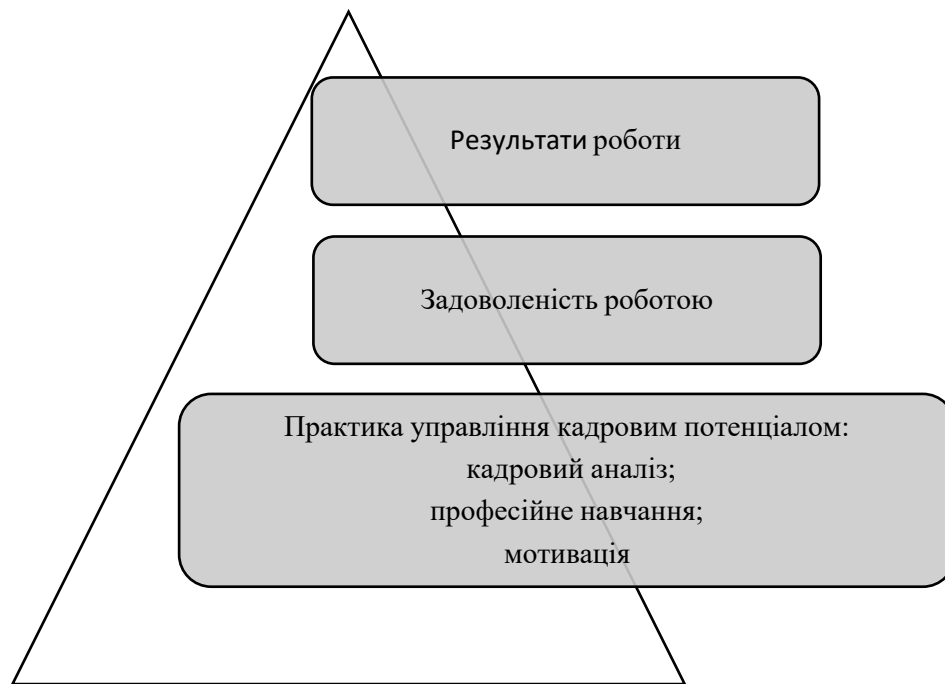 Результати роботи
Задоволеність роботою
Практика управління кадровим потенціалом:
кадровий аналіз;
професійне навчання;
мотивація